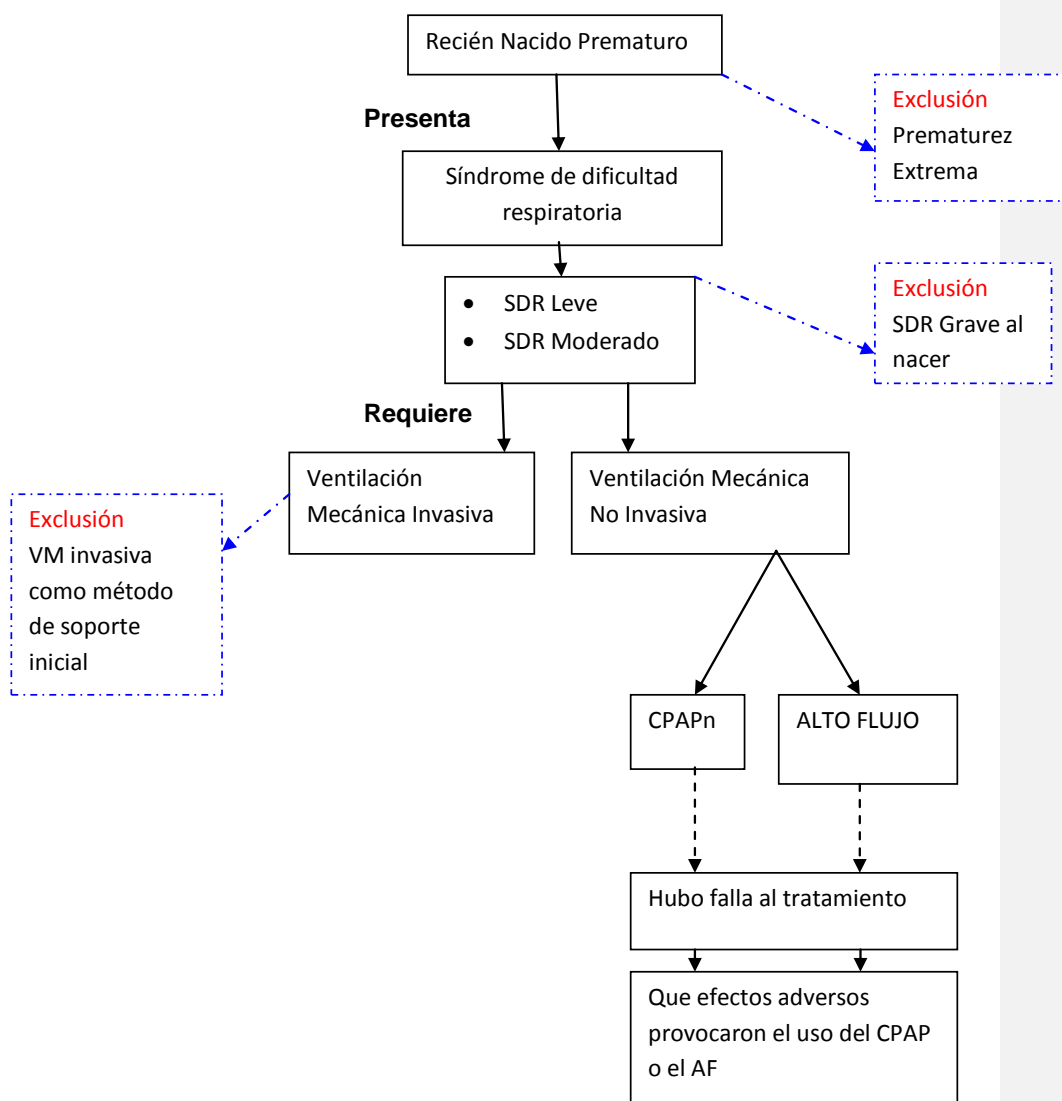 Recién Nacido Prematuro
Exclusión
Prematurez
Extrema
Presenta
Síndrome de dificultad
respiratoria
• SDR Leve
• SDR Moderado
Exclusión
SDR Grave al
nacer
Requiere
Ventilación
Mecánica Invasiva
Ventilación Mecánica
No Invasiva
Exclusión
VM invasiva
como método
de soporte
inicial
CPAPn
ALTO FLUJO
Hubo falla al tratamiento
Que efectos adversos
provocaron el uso del CPAP
o el AF